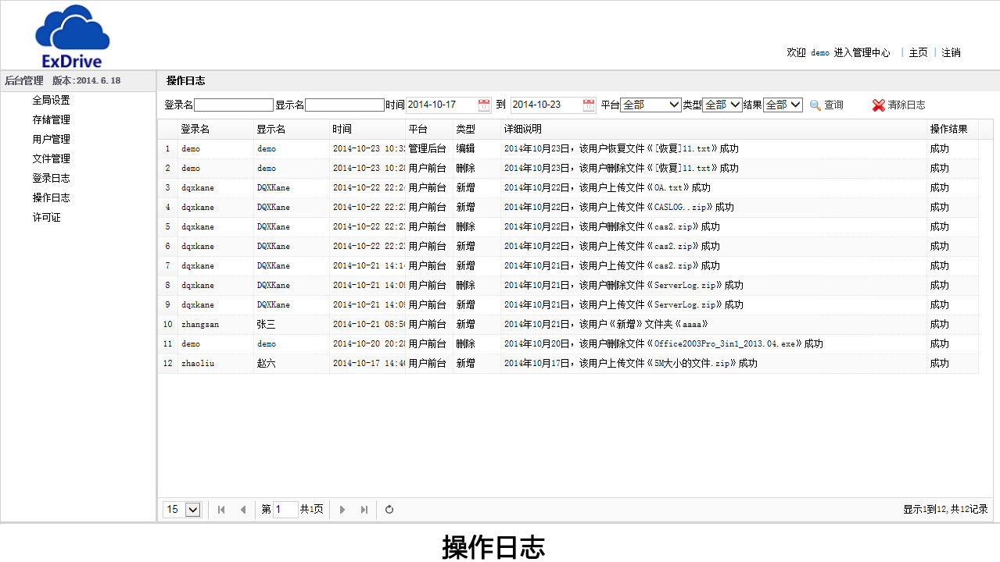 ExDrive
欢迎 demo 进入管理中心 | 主页 | 注销
后台管理 版本:2014.6.18
操作日志
全局设置
存储管理
用户管理
文件管理
登录日志
操作日志
许可证
登录名 显示名 时间 2014-10-17 到 2014-10-23 平台 全部 类型 全部 结果 全部 查询 清除日志
登录名 显示名 时间 平台 类型 详细说明 操作结果
1 demo demo 2014-10-23 10:32 管理后台 编辑 2014年10月23日，该用户恢复文件《[恢复]11.txt》成功 成功
2 demo demo 2014-10-23 10:28 用户前台 删除 2014年10月23日，该用户删除文件《[恢复]11.txt》成功 成功
3 dqxkane DQXKane 2014-10-22 22:2 用户前台 新增 2014年10月22日，该用户上传文件《OA.txt》成功 成功
4 dqxkane DQXKane 2014-10-22 22:2 用户前台 新增 2014年10月22日，该用户上传文件《CASLOG..zip》成功 成功
5 dqxkane DQXKane 2014-10-22 22:2 用户前台 删除 2014年10月22日，该用户删除文件《cas2.zip》成功 成功
6 dqxkane DQXKane 2014-10-22 22:2 用户前台 新增 2014年10月22日，该用户上传文件《cas2.zip》成功 成功
7 dqxkane DQXKane 2014-10-21 14:1 用户前台 新增 2014年10月21日，该用户上传文件《cas2.zip》成功 成功
8 dqxkane DQXKane 2014-10-21 14:0 用户前台 删除 2014年10月21日，该用户删除文件《ServerLog.zip》成功 成功
9 dqxkane DQXKane 2014-10-21 14:0 用户前台 新增 2014年10月21日，该用户上传文件《ServerLog.zip》成功 成功
10 zhangsan 张三 2014-10-21 08:5 用户前台 新增 2014年10月21日，该用户《新增》文件夹《aaaa》 成功
11 demo demo 2014-10-20 20:28 用户前台 删除 2014年10月20日，该用户删除文件《Office2003Pro_3in1_2013.04.exe》成功 成功
12 zhaoliu 赵六 2014-10-17 14:4 用户前台 新增 2014年10月17日，该用户上传文件《5M大小的文件.zip》成功 成功
15 第 1 共1页 显示1到12,共12记录
操作日志